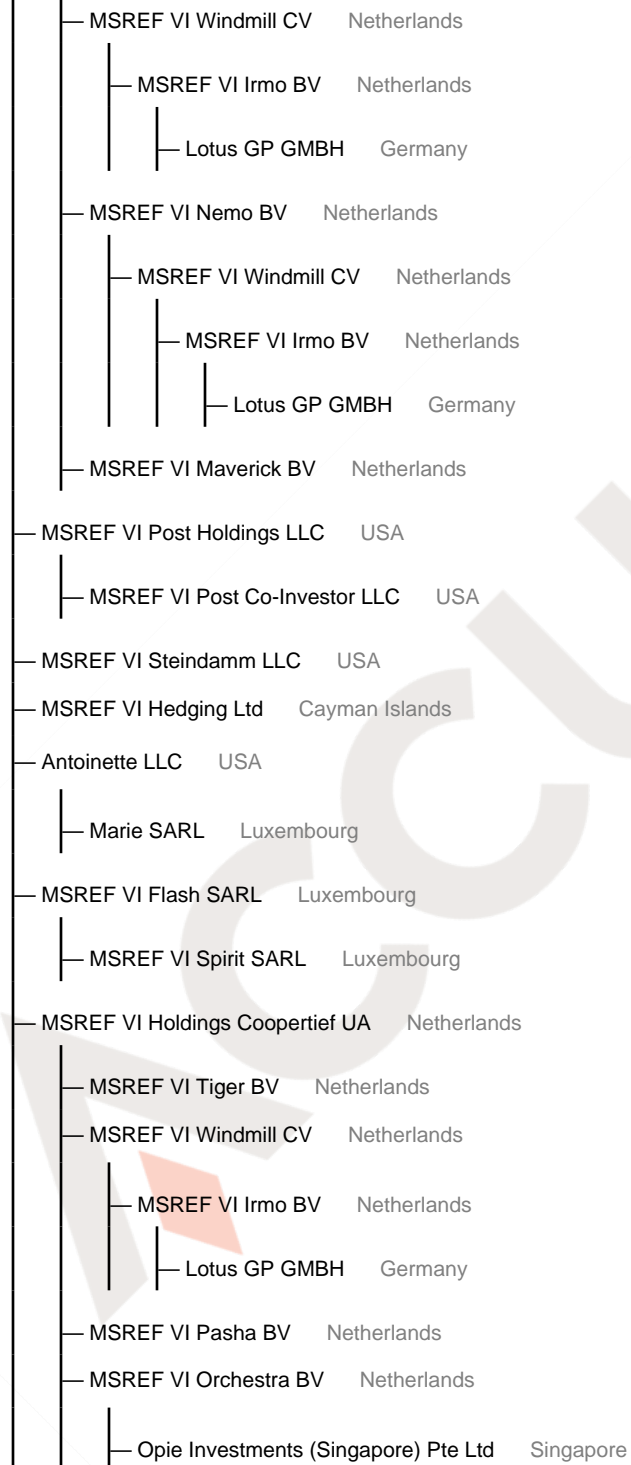 MSREF VI Windmill CV Netherlands
MSREF VI Irmo BV Netherlands
Lotus GP GMBH Germany
MSREF VI Nemo BV Netherlands
MSREF VI Windmill CV Netherlands
MSREF VI Irmo BV Netherlands
Lotus GP GMBH Germany
MSREF VI Maverick BV Netherlands
MSREF VI Post Holdings LLC USA
MSREF VI Post Co-Investor LLC USA
MSREF VI Steindamm LLC USA
MSREF VI Hedging Ltd Cayman Islands
Antoinette LLC USA
Marie SARL Luxembourg
MSREF VI Flash SARL Luxembourg
MSREF VI Spirit SARL Luxembourg
MSREF VI Holdings Coopertief UA Netherlands
MSREF VI Tiger BV Netherlands
MSREF VI Windmill CV Netherlands
MSREF VI Irmo BV Netherlands
Lotus GP GMBH Germany
MSREF VI Pasha BV Netherlands
MSREF VI Orchestra BV Netherlands
Opie Investments (Singapore) Pte Ltd Singapore